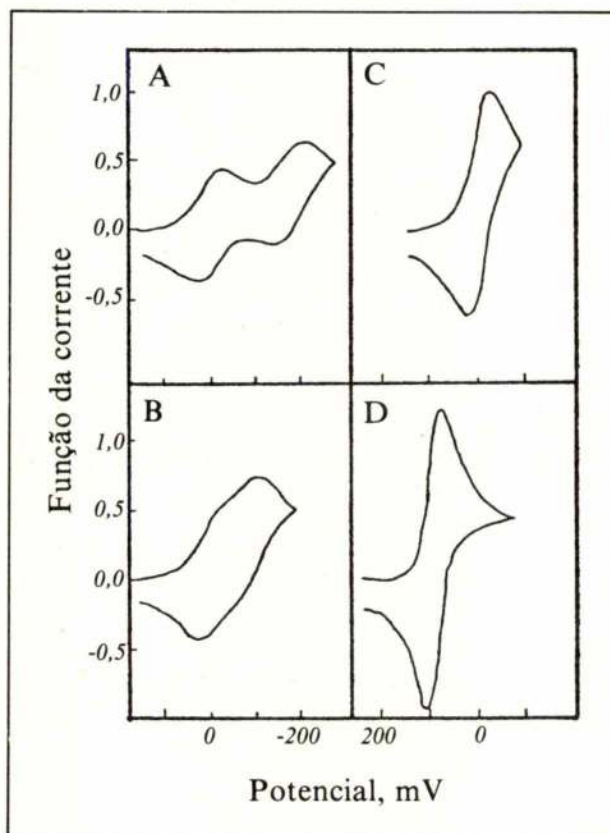 A
C
1,0
0,5
0,0
-0,5
B
D
1,0
0,5
0,0
-0,5
0 -200 200 0
Função da corrente
Potencial, mV